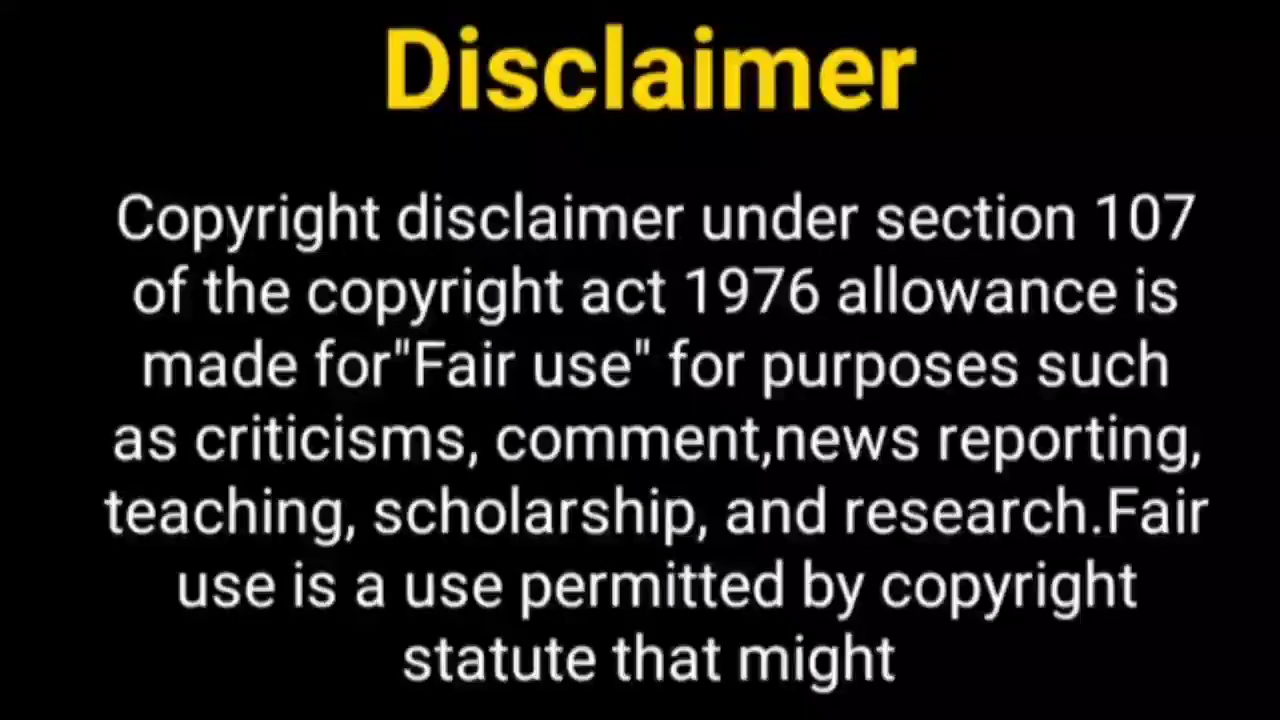 Disclaimer
Copyright disclaimer under section 107
of the copyright act 1976 allowance is
made for"Fair use" for purposes such
as criticisms, comment,news reporting,
teaching, scholarship, and research.Fair
use is a use permitted by copyright
statute that might